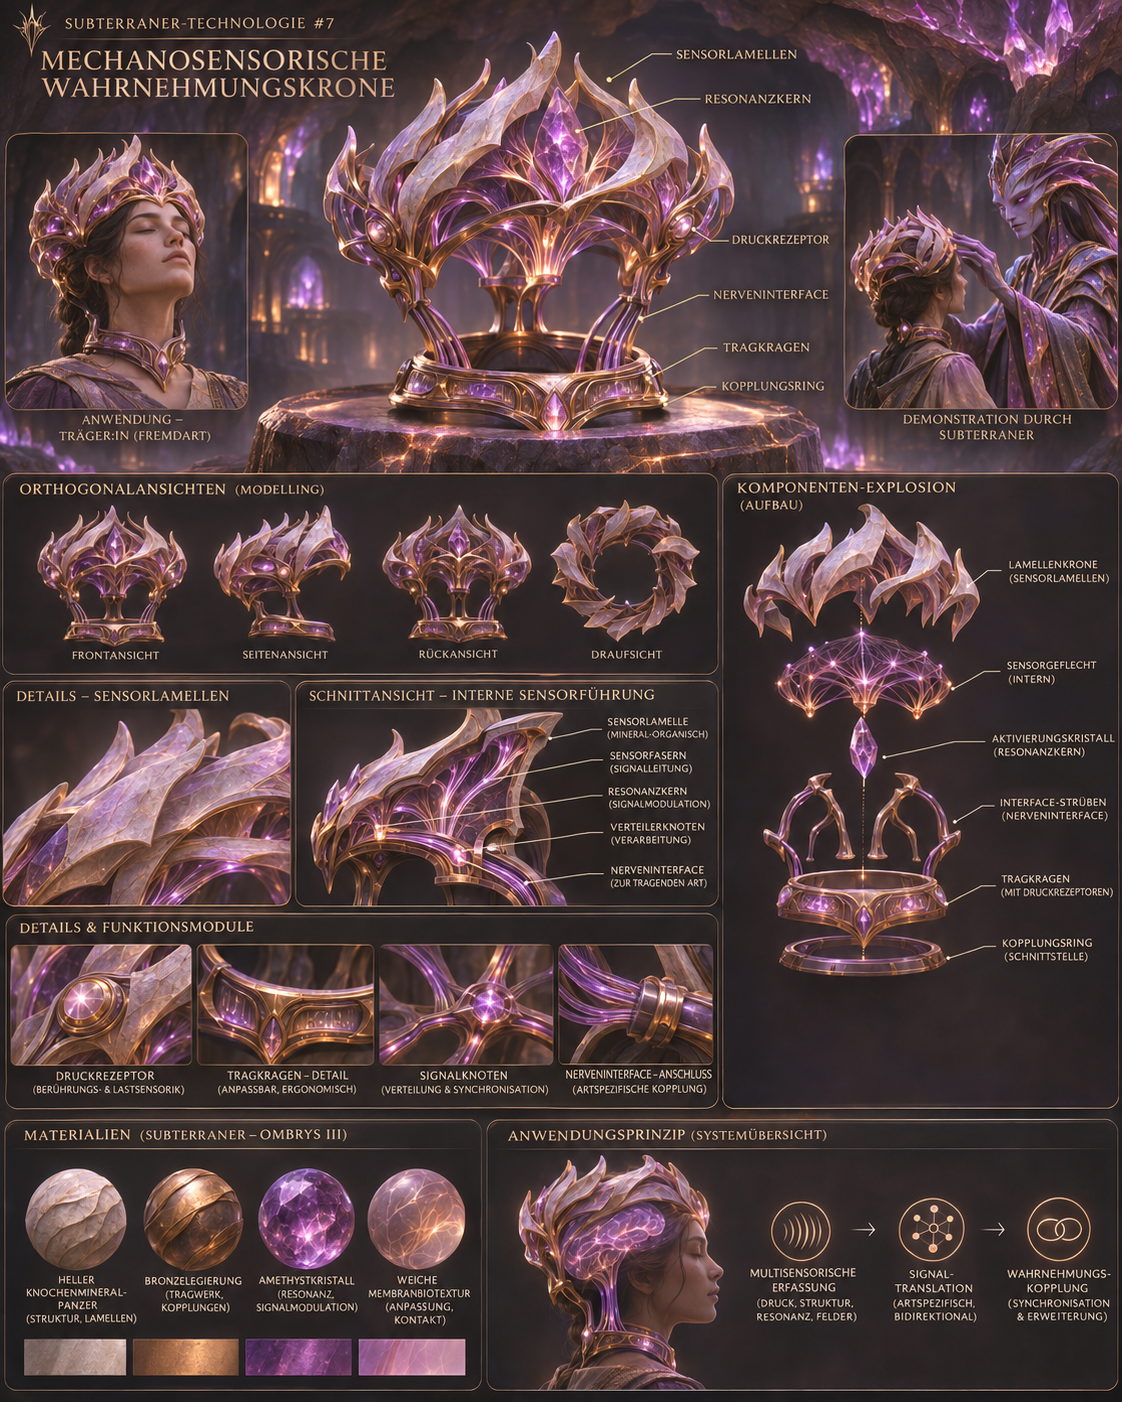 SUBTERRANER-TECHNOLOGIE #7
MECHANOSENSORISCHE
WAHRNEHMUNGSKRONE
SENSORLAMELLEN
RESONANZKERN
DRUCKREZEPTOR
NERVENINTERFACE
TRAGKRAGEN
KOPPLUNGSRING
ANWENDUNG –
TRÄGER:IN (FREMDART)
DEMONSTRATION DURCH
SUBTERRANER
ORTHOGONALANSICHTEN (MODELLING)
FRONTANSICHT
SEITENANSICHT
RÜCKANSICHT
DRAUFSICHT
KOMPONENTEN-EXPLOSION
(AUFBAU)
LAMELLENKRONE
(SENSORLAMELLEN)
SENSORGEFLECHT
(INTERN)
AKTIVIERUNGSKRISTALL
(RESONANZKERN)
INTERFACE-STRÜBEN
(NERVENINTERFACE)
TRAGKRAGEN
(MIT DRUCKREZEPTOREN)
KOPPLUNGSRING
(SCHNITTSTELLE)
DETAILS – SENSORLAMELLEN
SCHNITTANSICHT – INTERNE SENSORFÜHRUNG
SENSORLAMELLE
(MINERAL-ORGANISCH)
SENSORFASERN
(SIGNALLEITUNG)
RESONANZKERN
(SIGNALMODULATION)
VERTEILERKNOTEN
(VERARBEITUNG)
NERVENINTERFACE
(ZUR TRAGENDEN ART)
DETAILS & FUNKTIONSMODULE
DRUCKREZEPTOR
(BERÜHRUNGS- & LASTSENSORIK)
TRAGKRAGEN – DETAIL
(ANPASSBAR, ERGONOMISCH)
SIGNALKNOTEN
(VERTEILUNG & SYNCHRONISATION)
NERVENINTERFACE – ANSCHLUSS
(ARTSPEZIFISCHE KOPPLUNG)
MATERIALIEN (SUBTERRANER – OMBRYS III)
HELLER
KNOCHENMINERAL-
PANZER
(STRUKTUR, LAMELLEN)
BRONZELEGIERUNG
(TRAGWERK,
KOPPLUNGEN)
AMETHYSTKRISTALL
(RESONANZ,
SIGNALMODULATION)
WEICHE
MEMBRANBIOTEXTUR
(ANPASSUNG,
KONTAKT)
ANWENDUNGSPRINZIP (SYSTEMÜBERSICHT)
MULTISENSORISCHE
ERFASSUNG
(DRUCK, STRUKTUR,
RESONANZ, FELDER)
SIGNAL-
TRANSLATION
(ARTSPEZIFISCH,
BIDIREKTIONAL)
WAHRNEHMUNGS-
KOPPLUNG
(SYNCHRONISATION
& ERWEITERUNG)